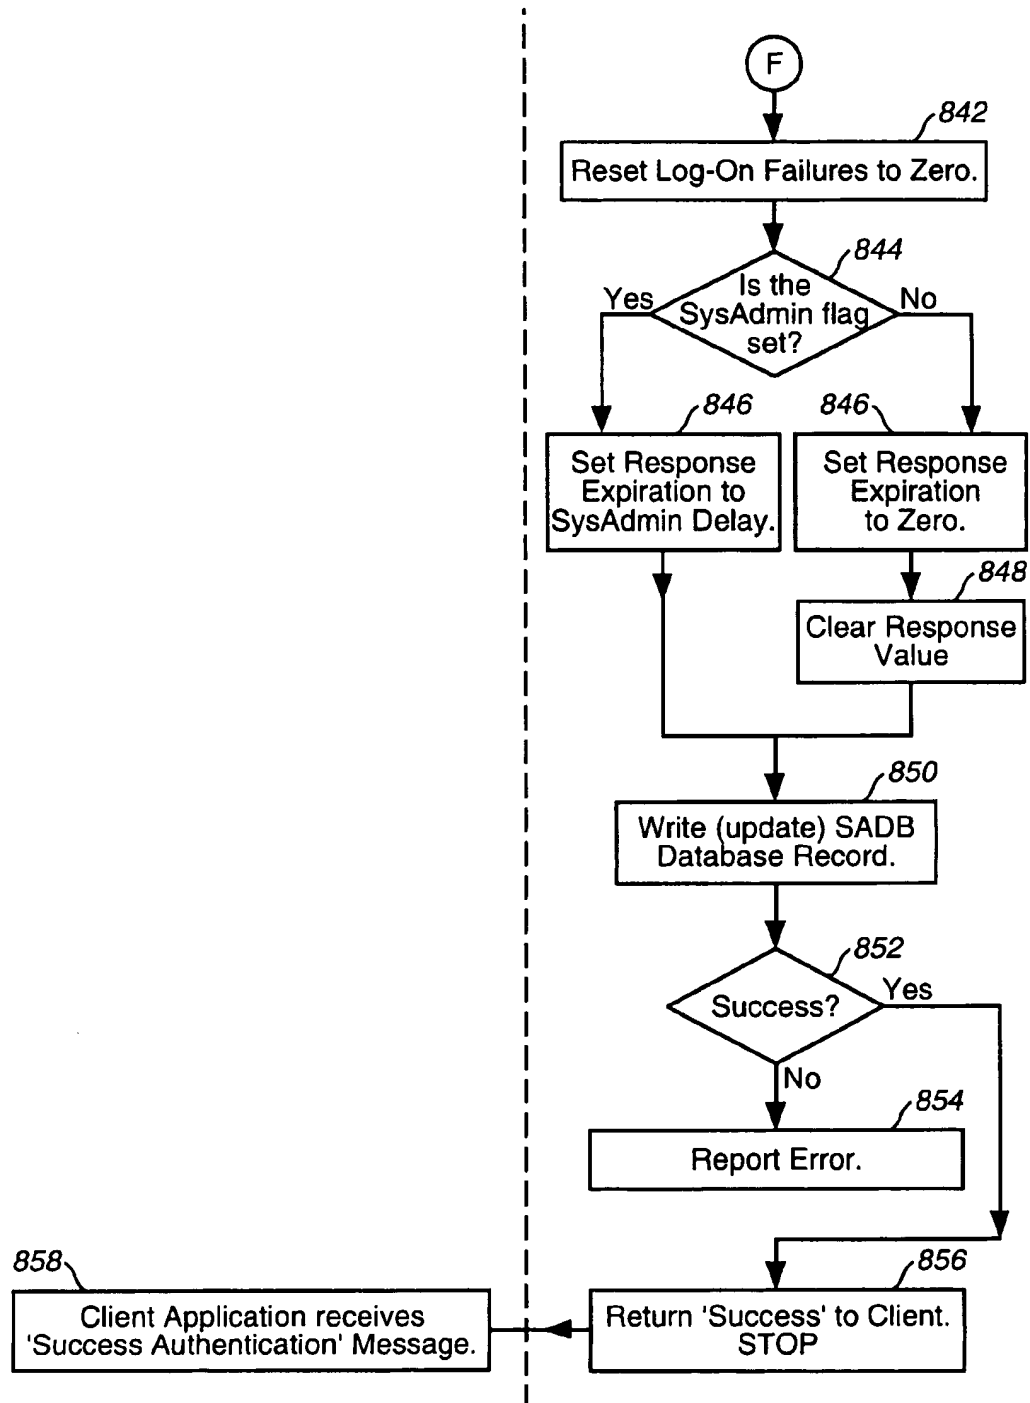 F
842
Reset Log-On Failures to Zero.
844
Is the
SysAdmin flag
set?
Yes
No
846
Set Response
Expiration to
SysAdmin Delay.
846
Set Response
Expiration
to Zero.
848
Clear Response
Value
850
Write (update) SADB
Database Record.
852
Success?
Yes
No
854
Report Error.
856
Return 'Success' to Client.
STOP
858
Client Application receives
'Success Authentication' Message.